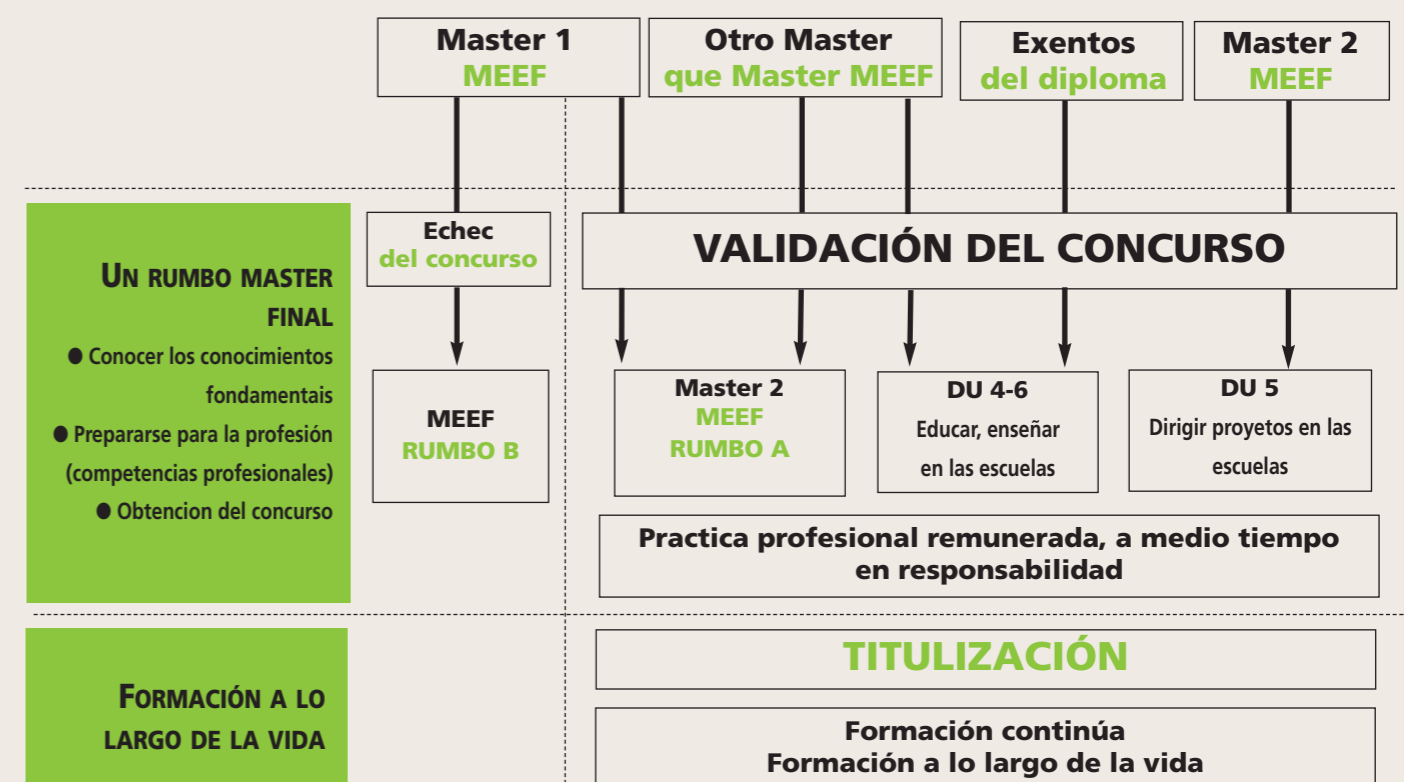 Master 1
MEEF
Otro Master
que Master MEEF
Exentos
del diploma
Master 2
MEEF
UN RUMBO MASTER
FINAL
● Conocer los conocimientos
fondamentais
● Prepararse para la profesión
(competencias profesionales)
● Obtencion del concurso
Echec
del concurso
VALIDACIÓN DEL CONCURSO
MEEF
RUMBO B
Master 2
MEEF
RUMBO A
DU 4-6
Educar, enseñar
en las escuelas
DU 5
Dirigir proyetos en las
escuelas
Practica profesional remunerada, a medio tiempo
en responsabilidad
FORMACIÓN A LO
LARGO DE LA VIDA
TITULIZACIÓN
Formación continúa
Formación a lo largo de la vida